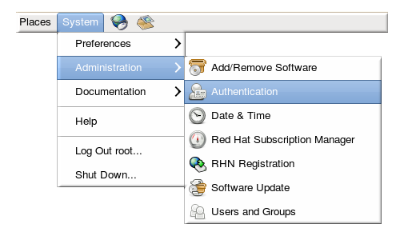 Places System
Preferences
Administration
Documentation
Help
Log Out root...
Shut Down...
Add/Remove Software
Authentication
Date & Time
Red Hat Subscription Manager
RHN Registration
Software Update
Users and Groups